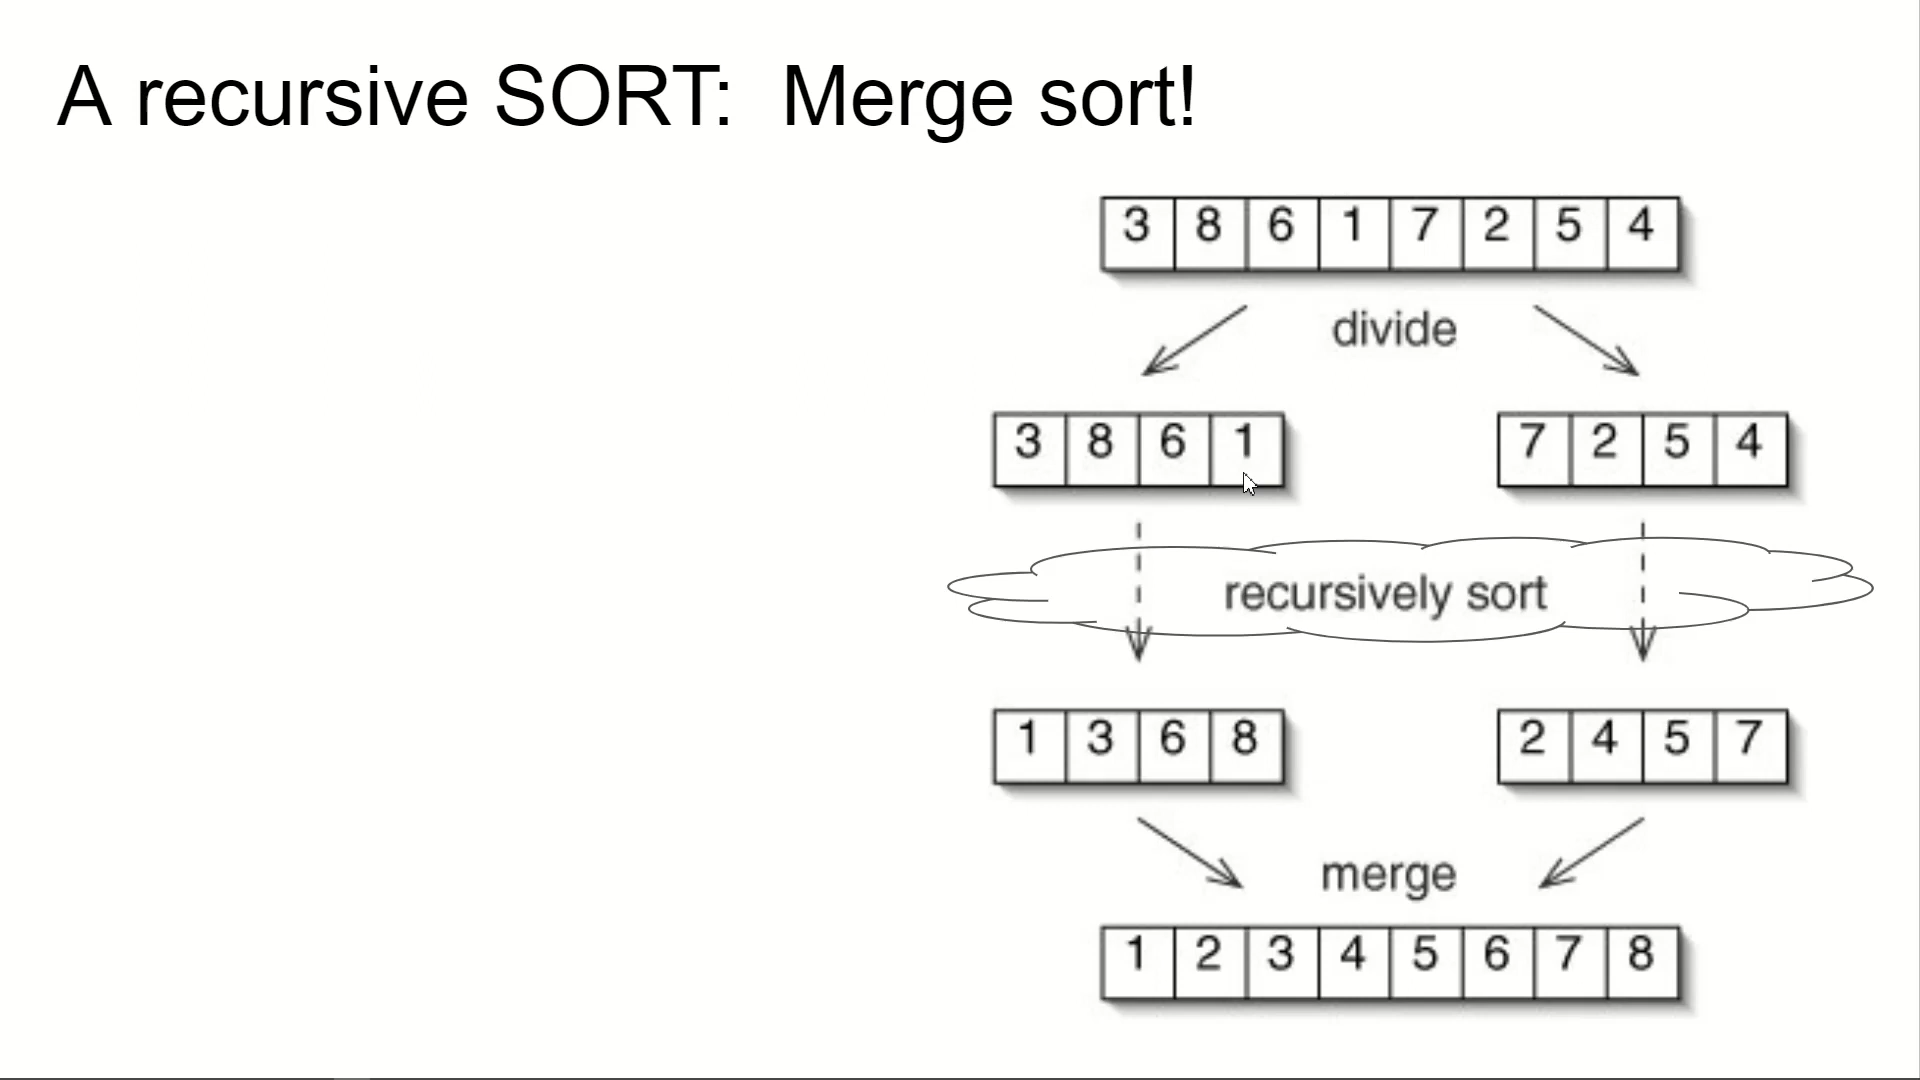 A recursive SORT:  Merge sort!
3 8 6 1 7 2 5 4
divide
3 8 6 1
7 2 5 4
recursively sort
1 3 6 8
2 4 5 7
merge
1 2 3 4 5 6 7 8